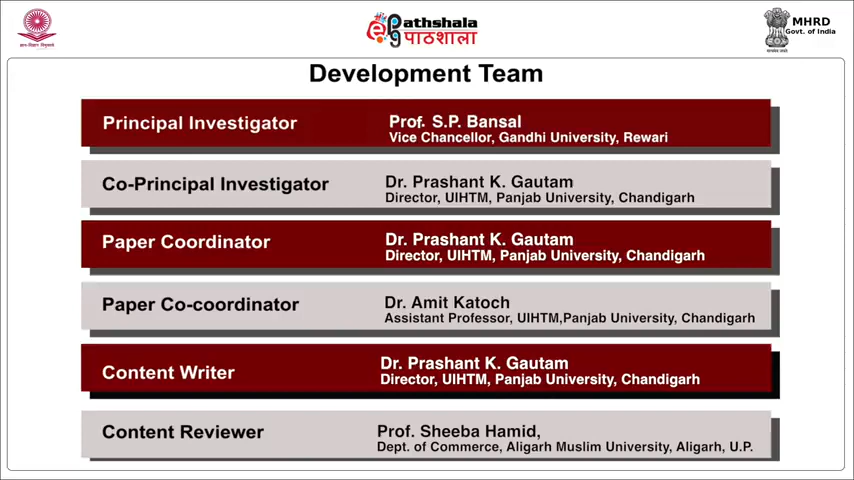 ePathshala
पाठशाला
MHRD
Govt. of India
Development Team
Principal Investigator
Prof. S.P. Bansal
Vice Chancellor, Gandhi University, Rewari
Co-Principal Investigator
Dr. Prashant K. Gautam
Director, UIHTM, Panjab University, Chandigarh
Paper Coordinator
Dr. Prashant K. Gautam
Director, UIHTM, Panjab University, Chandigarh
Paper Co-coordinator
Dr. Amit Katoch
Assistant Professor, UIHTM,Panjab University, Chandigarh
Content Writer
Dr. Prashant K. Gautam
Director, UIHTM, Panjab University, Chandigarh
Content Reviewer
Prof. Sheeba Hamid,
Dept. of Commerce, Aligarh Muslim University, Aligarh, U.P.